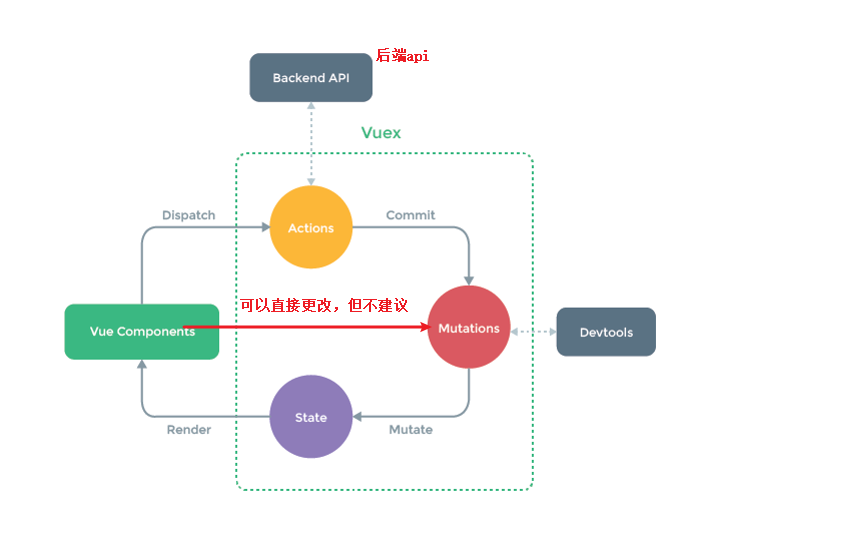 后端api
Backend API
Vuex
Dispatch
Actions
Commit
可以直接更改，但不建议
Vue Components
Mutations
Devtools
State
Render
Mutate